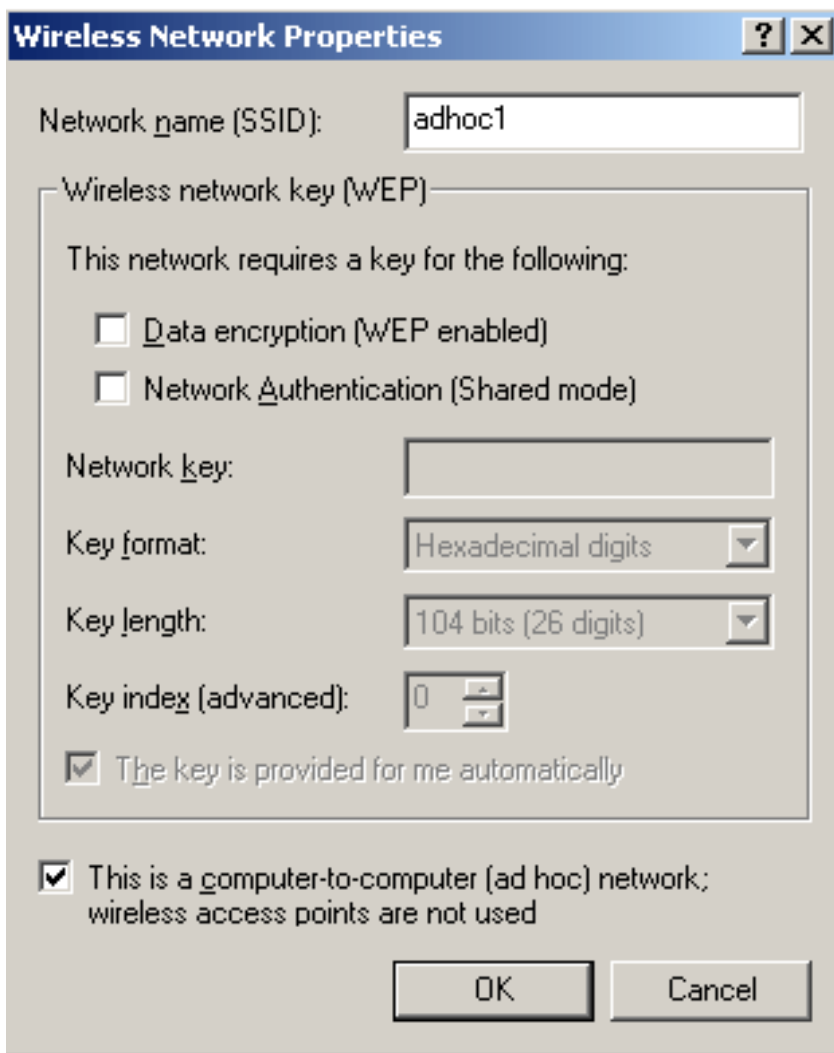 Wireless Network Properties
Network name (SSID): adhoc1
Wireless network key (WEP)
This network requires a key for the following:
Data encryption (WEP enabled)
Network Authentication (Shared mode)
Network key:
Key format: Hexadecimal digits
Key length: 104 bits (26 digits)
Key index (advanced): 0
The key is provided for me automatically
This is a computer-to-computer (ad hoc) network;
wireless access points are not used
OK Cancel